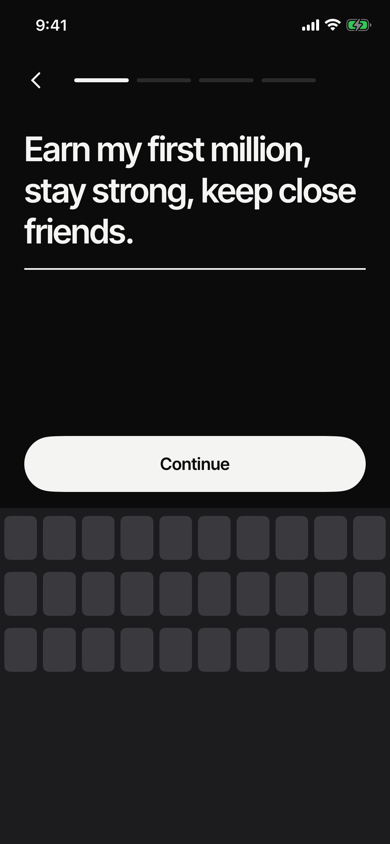 9:41
Earn my first million,
stay strong, keep close
friends.
Continue